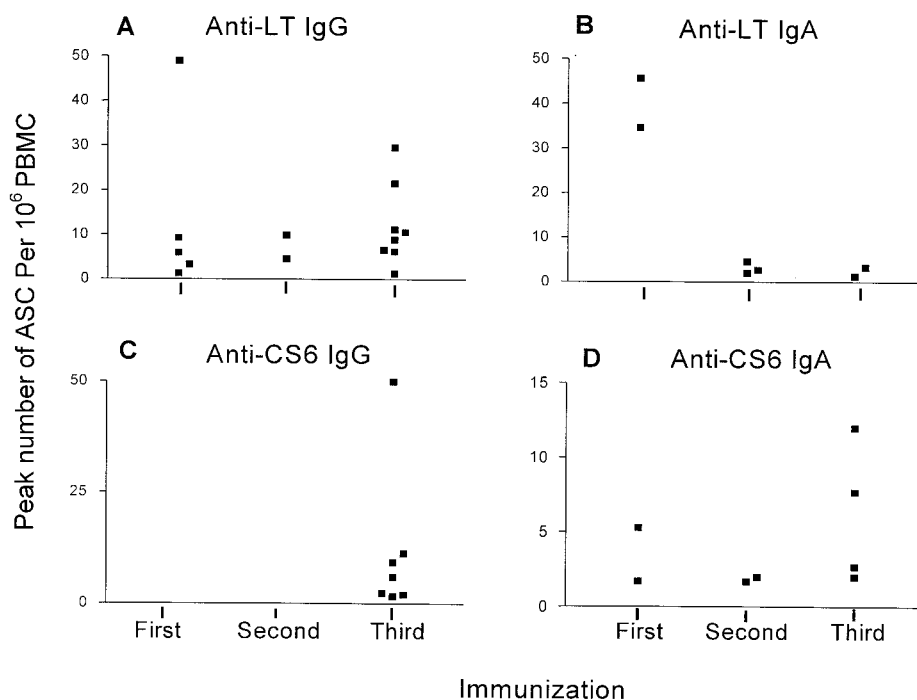 A Anti-LT IgG
50
40
30
20
10
0
B Anti-LT IgA
50
40
30
20
10
0
Peak number of ASC Per 10⁶ PBMC
C Anti-CS6 IgG
50
25
0
First Second Third
D Anti-CS6 IgA
15
10
5
0
First Second Third
Immunization